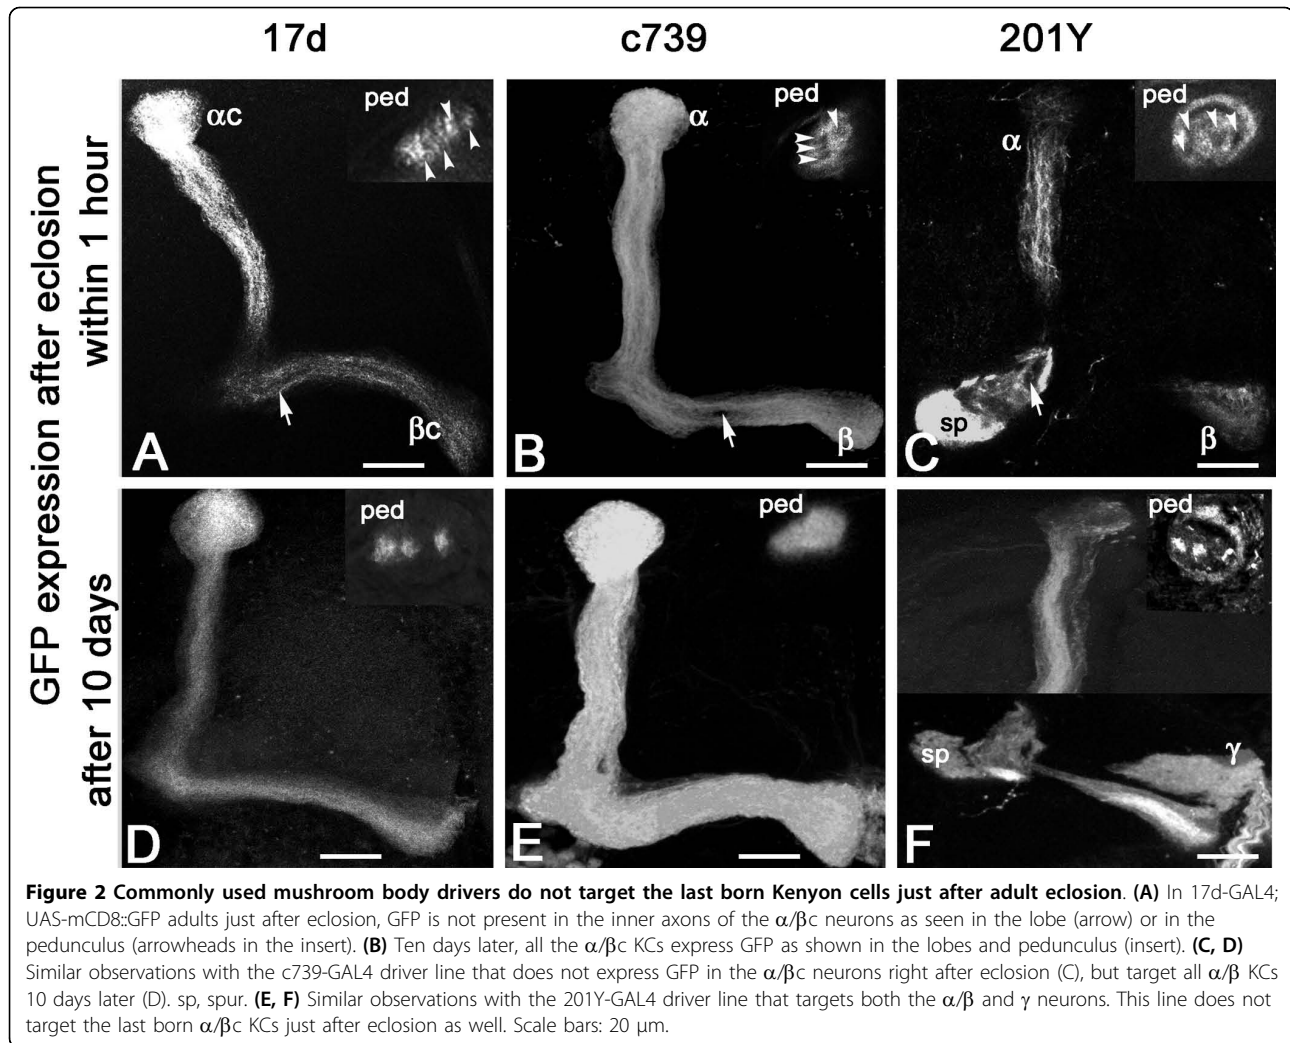 17d
c739
201Y
GFP expression after eclosion
within 1 hour
after 10 days
αc
ped
βc
A
α
ped
β
B
α
ped
sp
β
C
ped
D
ped
E
ped
sp
γ
F
Figure 2 Commonly used mushroom body drivers do not target the last born Kenyon cells just after adult eclosion. (A) In 17d-GAL4;
UAS-mCD8::GFP adults just after eclosion, GFP is not present in the inner axons of the α/βc neurons as seen in the lobe (arrow) or in the
pedunculus (arrowheads in the insert). (B) Ten days later, all the α/βc KCs express GFP as shown in the lobes and pedunculus (insert). (C, D)
Similar observations with the c739-GAL4 driver line that does not express GFP in the α/βc neurons right after eclosion (C), but target all α/β KCs
10 days later (D). sp, spur. (E, F) Similar observations with the 201Y-GAL4 driver line that targets both the α/β and γ neurons. This line does not
target the last born α/βc KCs just after eclosion as well. Scale bars: 20 μm.